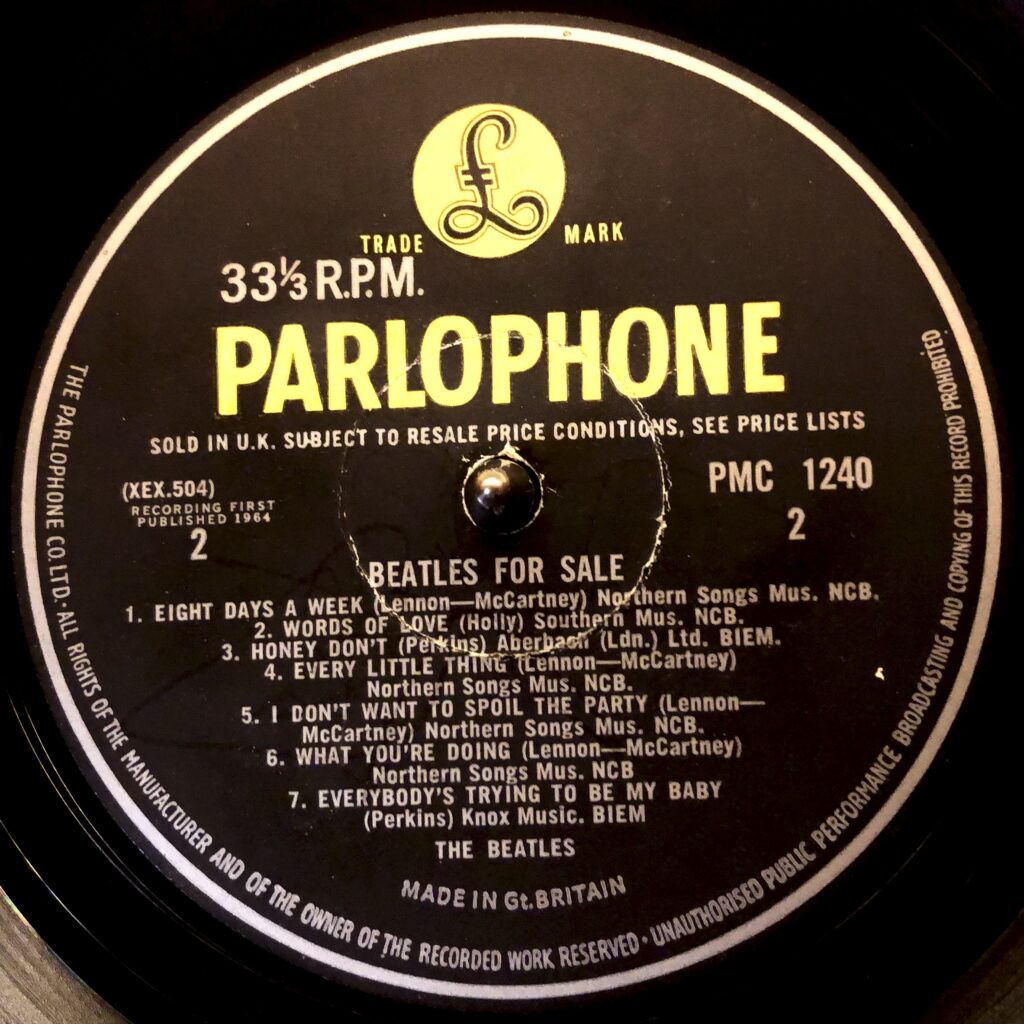 £
TRADE MARK
33⅓ R.P.M.
PARLOPHONE
SOLD IN U.K. SUBJECT TO RESALE PRICE CONDITIONS, SEE PRICE LISTS
(XEX.504)
RECORDING FIRST
PUBLISHED 1964
2
PMC 1240
2
BEATLES FOR SALE
1. EIGHT DAYS A WEEK (Lennon—McCartney) Northern Songs Mus. NCB.
2. WORDS OF LOVE (Holly) Southern Mus. NCB.
3. HONEY DON'T (Perkins) Aberbach (Ldn.) Ltd. BIEM.
4. EVERY LITTLE THING (Lennon—McCartney)
Northern Songs Mus. NCB.
5. I DON'T WANT TO SPOIL THE PARTY (Lennon—
McCartney) Northern Songs Mus. NCB.
6. WHAT YOU'RE DOING (Lennon—McCartney)
Northern Songs Mus. NCB
7. EVERYBODY'S TRYING TO BE MY BABY
(Perkins) Knox Music. BIEM
THE BEATLES
MADE IN Gt.BRITAIN
THE PARLOPHONE CO.LTD. · ALL RIGHTS OF THE MANUFACTURER AND OF THE OWNER OF THE RECORDED WORK RESERVED · UNAUTHORISED PUBLIC PERFORMANCE BROADCASTING AND COPYING OF THIS RECORD PROHIBITED